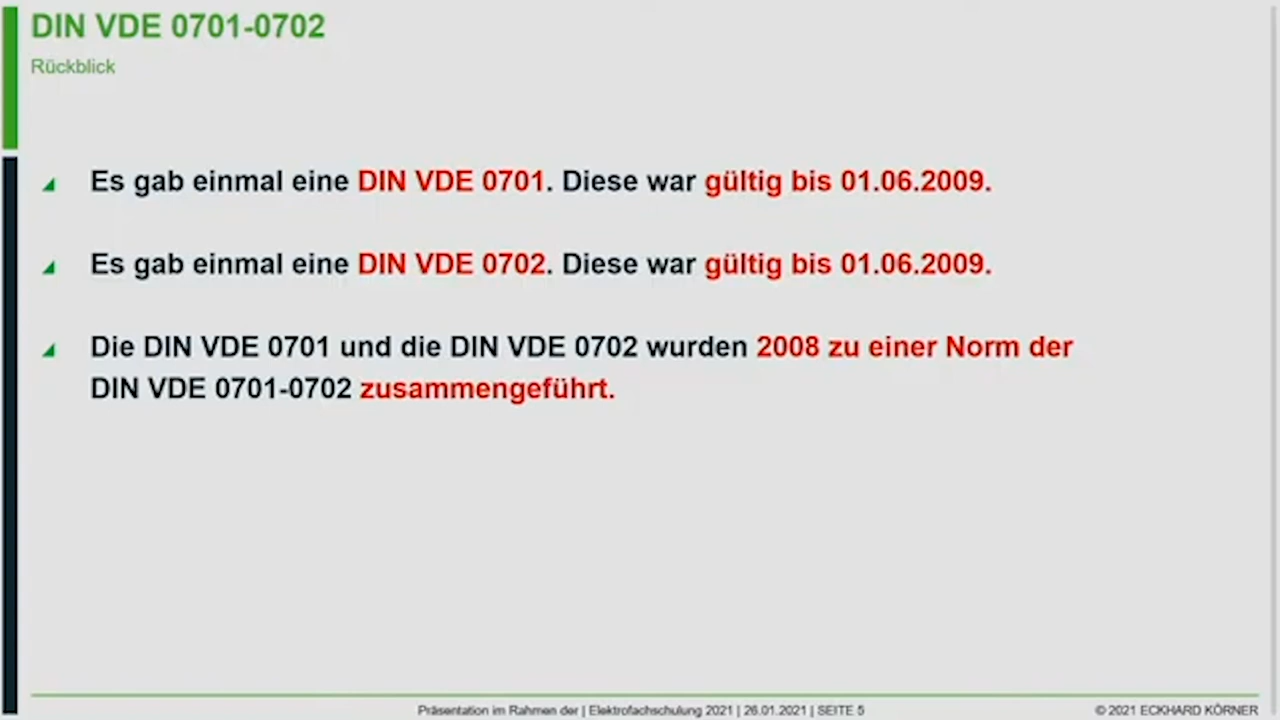 DIN VDE 0701-0702
Rückblick
Es gab einmal eine DIN VDE 0701. Diese war gültig bis 01.06.2009.
Es gab einmal eine DIN VDE 0702. Diese war gültig bis 01.06.2009.
Die DIN VDE 0701 und die DIN VDE 0702 wurden 2008 zu einer Norm der
DIN VDE 0701-0702 zusammengeführt.
Präsentation im Rahmen der | Elektrofachschulung 2021 | 26.01.2021 | SEITE 5
© 2021 ECKHARD KÖRNER